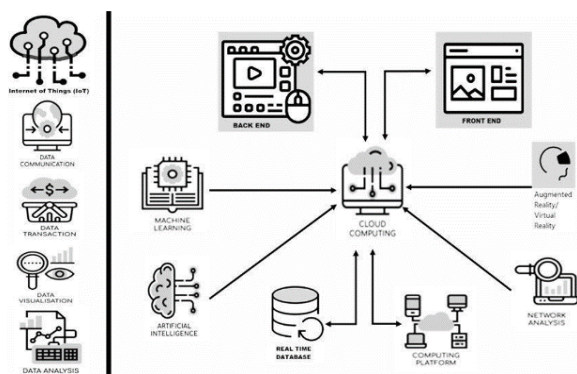 Internet of Things (IoT)
DATA
COMMUNICATION
$
DATA
TRANSACTION
DATA
VISUALISATION
DATA ANALYSIS
BACK END
FRONT END
MACHINE
LEARNING
CLOUD
COMPUTING
Augmented
Reality/
Virtual
Reality
ARTIFICIAL
INTELLIGENCE
REAL TIME
DATABASE
COMPUTING
PLATFORM
NETWORK
ANALYSIS